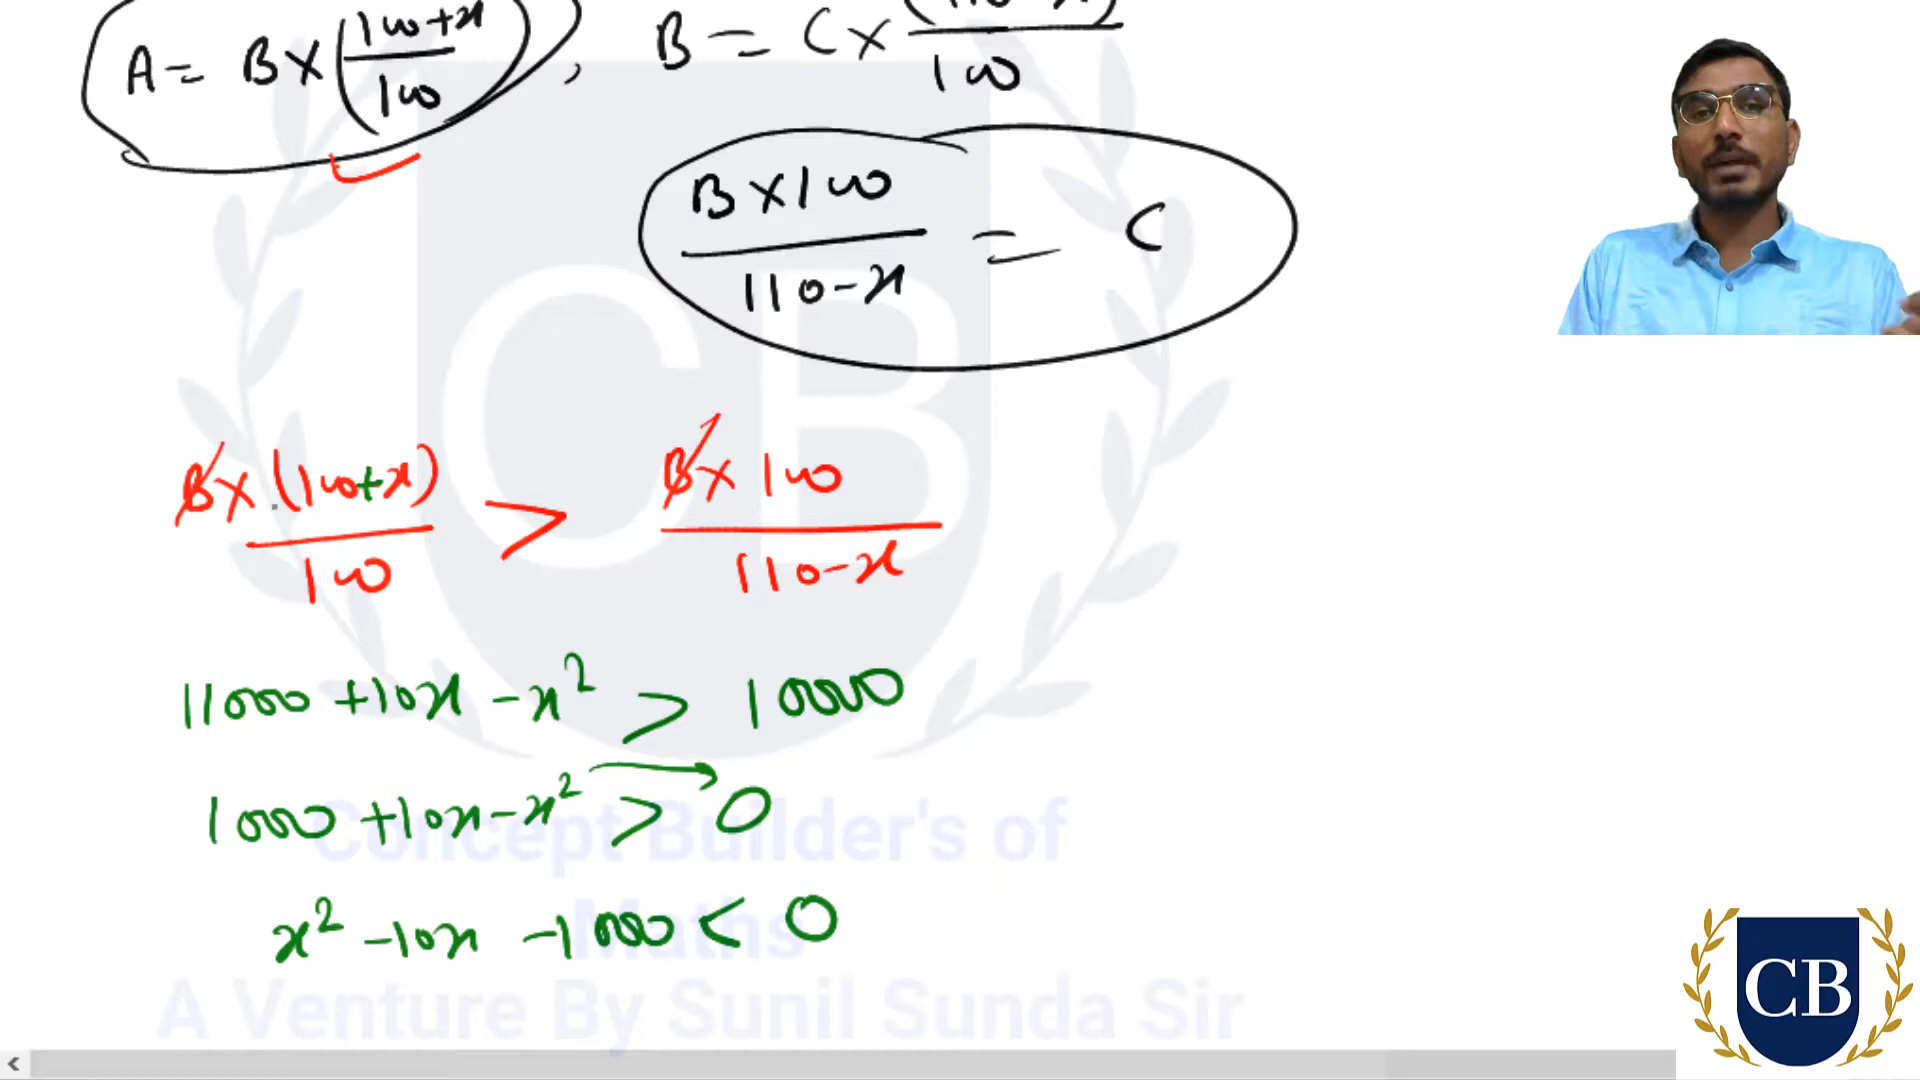 A = B × (100+x / 100) , B = C × (110-x) / 100
B × 100 / 110-x = C
B × (100+x) / 100 > B × 100 / 110-x
11000 + 10x - x² > 10000
1000 + 10x - x² > 0
x² - 10x - 1000 < 0
Concept Builder's of
Maths
A Venture By Sunil Sunda Sir
CB
CB